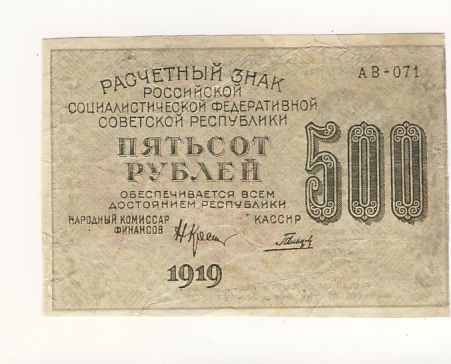 РАСЧЕТНЫЙ ЗНАК
АВ-071
РОССИЙСКОЙ
СОЦИАЛИСТИЧЕСКОЙ ФЕДЕРАТИВНОЙ
СОВЕТСКОЙ РЕСПУБЛИКИ
ПЯТЬСОТ
РУБЛЕЙ
500
ОБЕСПЕЧИВАЕТСЯ ВСЕМ
ДОСТОЯНИЕМ РЕСПУБЛИКИ
НАРОДНЫЙ КОМИССАР
ФИНАНСОВ
КАССИР
1919